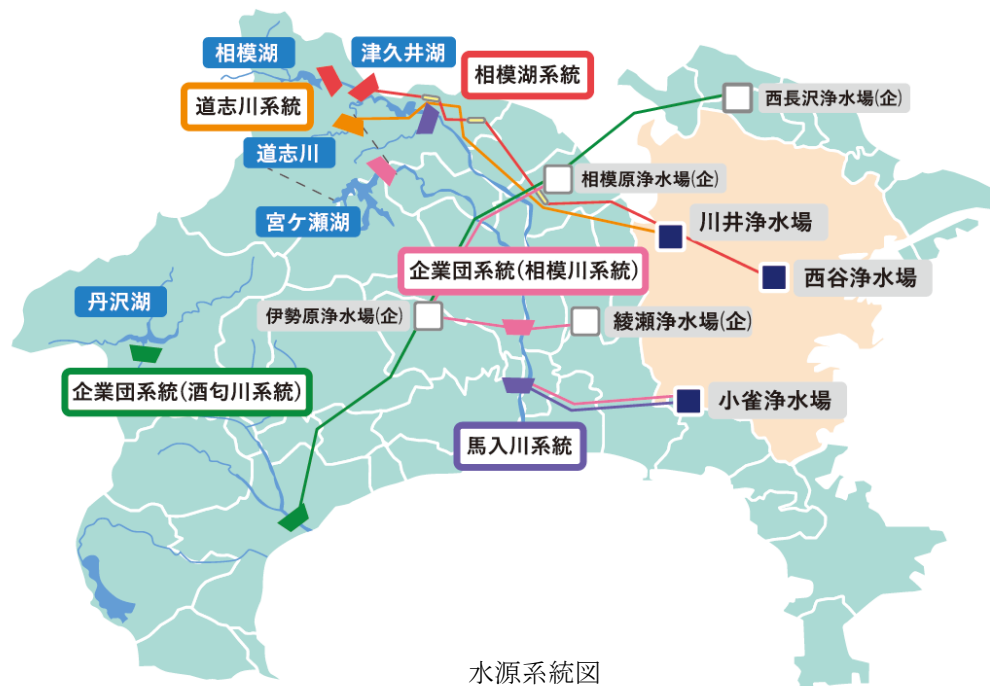 相模湖
津久井湖
相模湖系統
道志川系統
西長沢浄水場(企)
道志川
相模原浄水場(企)
宮ケ瀬湖
川井浄水場
企業団系統(相模川系統)
西谷浄水場
丹沢湖
伊勢原浄水場(企)
綾瀬浄水場(企)
企業団系統(酒匂川系統)
小雀浄水場
馬入川系統
水源系統図